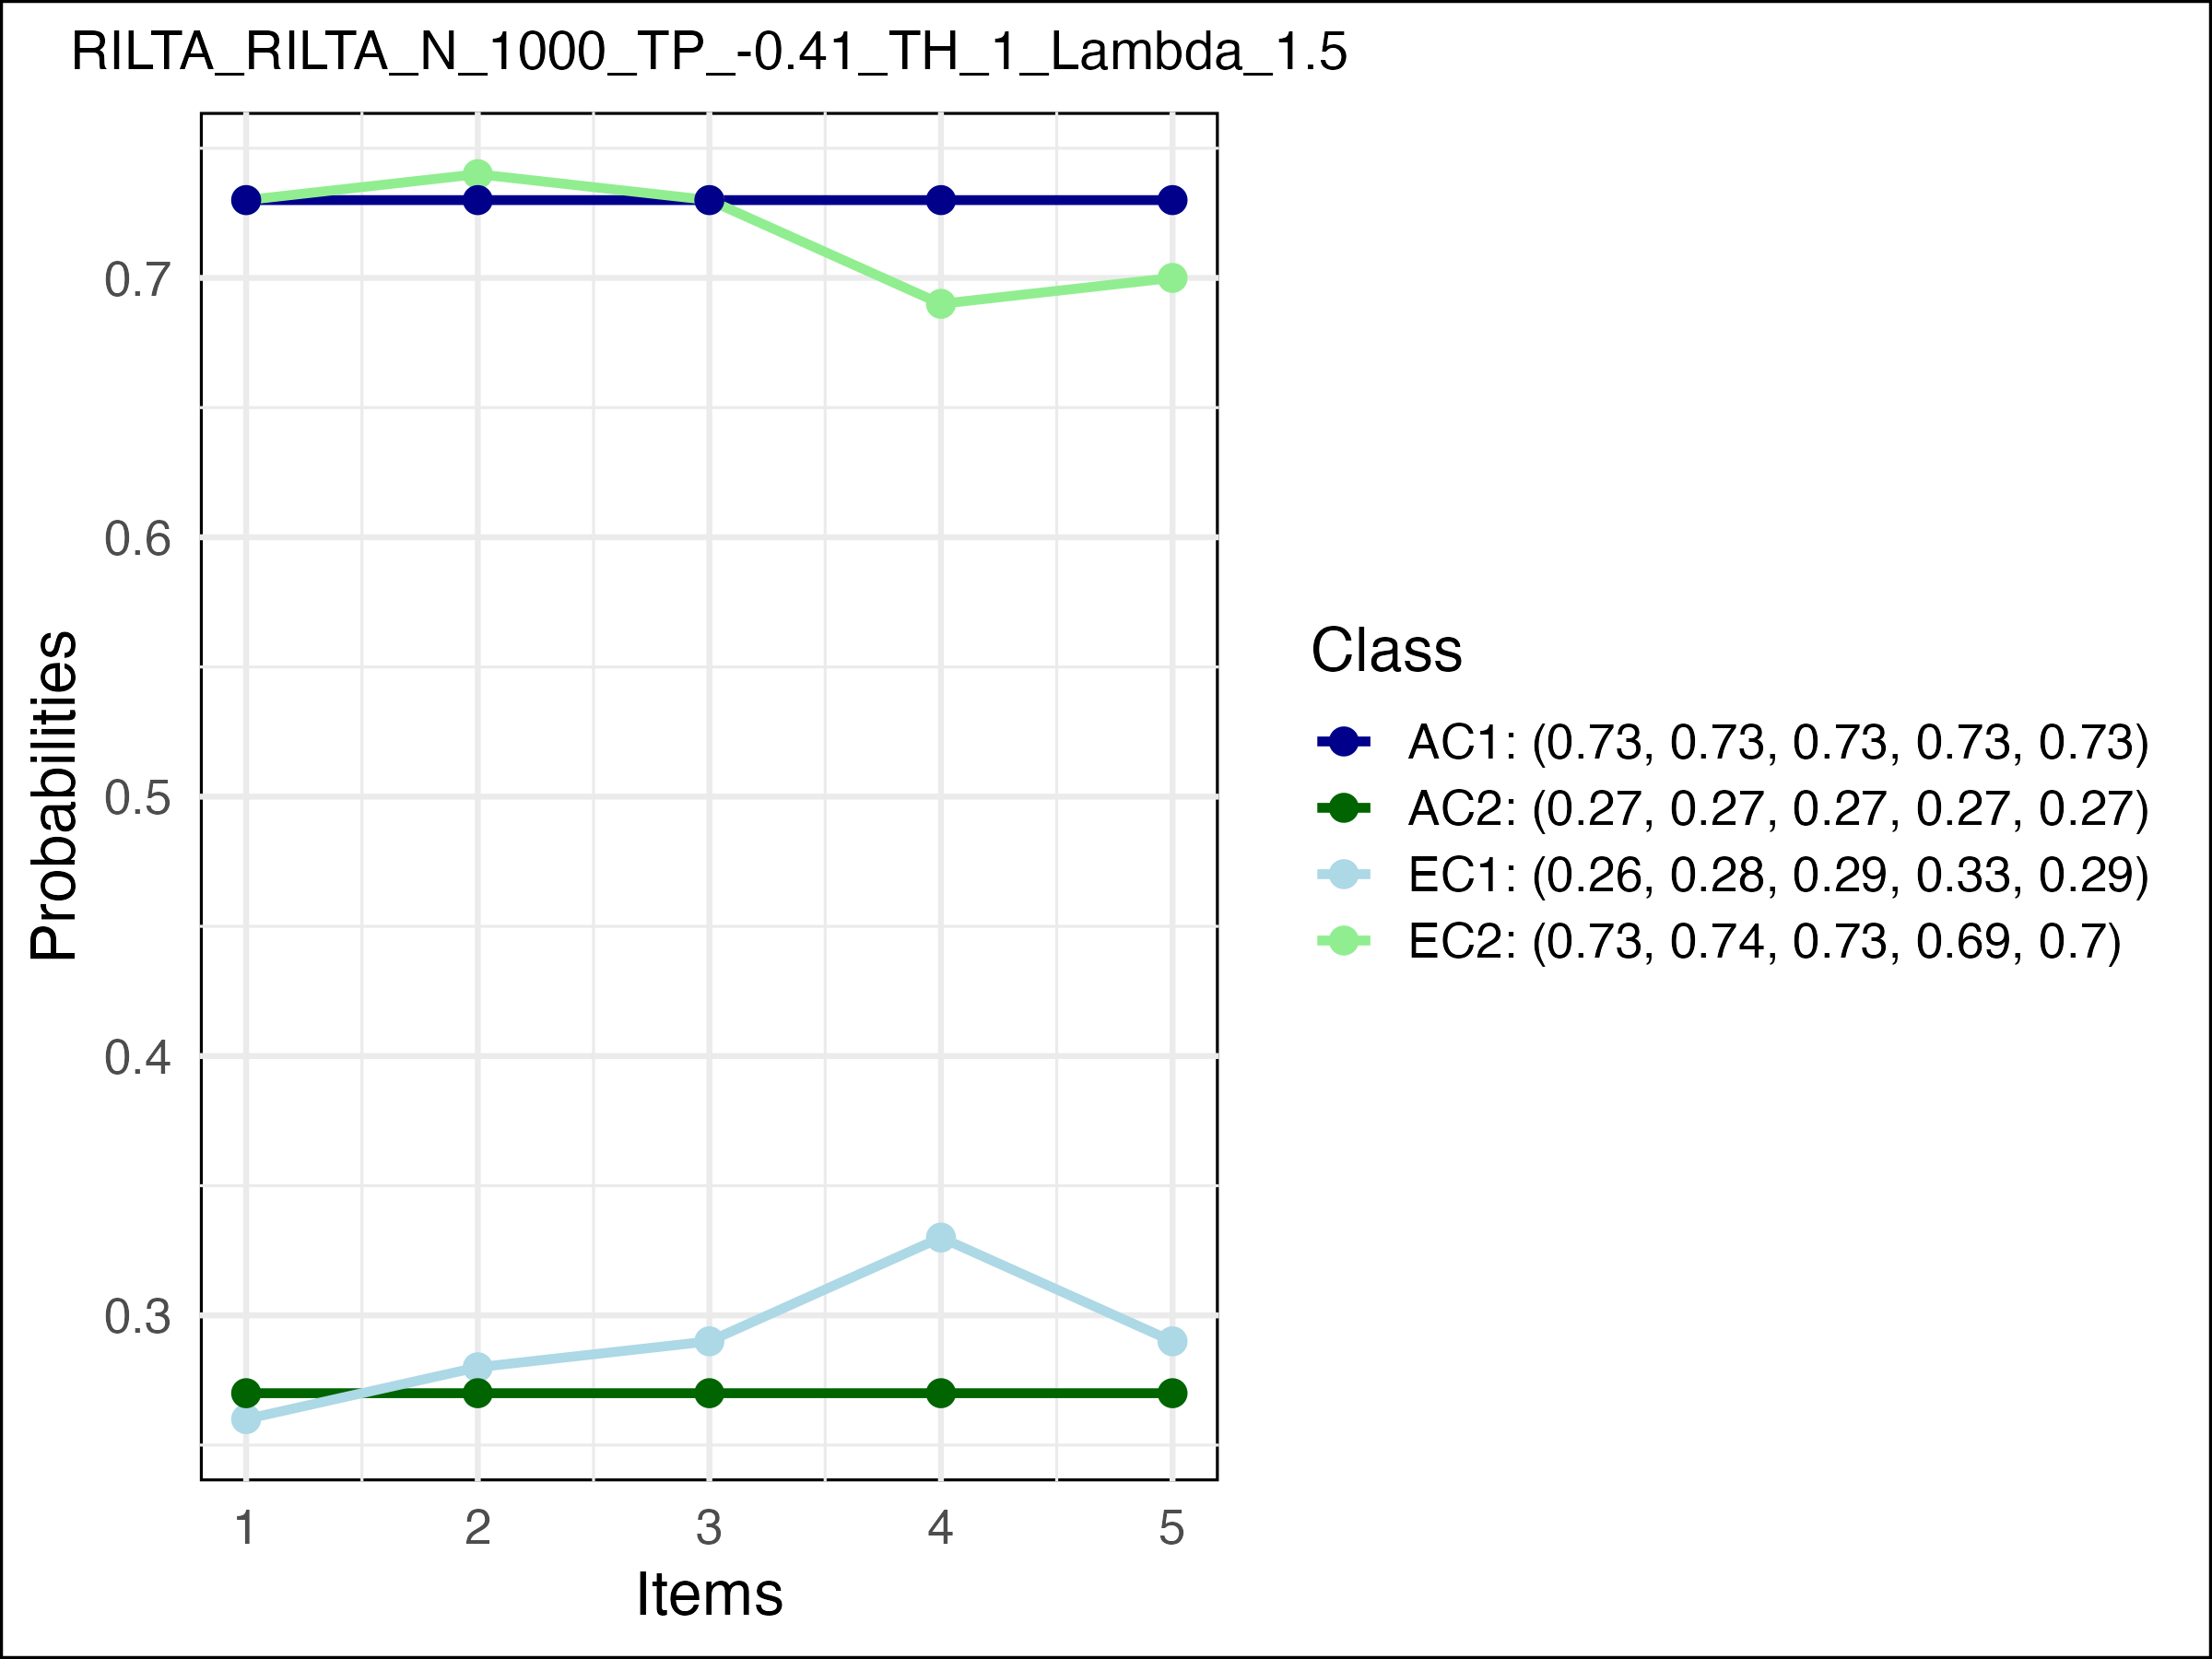 RILTA_RILTA_N_1000_TP_-0.41_TH_1_Lambda_1.5
Probabilities
0.7
0.6
0.5
0.4
0.3
1 2 3 4 5
Items
Class
AC1: (0.73, 0.73, 0.73, 0.73, 0.73)
AC2: (0.27, 0.27, 0.27, 0.27, 0.27)
EC1: (0.26, 0.28, 0.29, 0.33, 0.29)
EC2: (0.73, 0.74, 0.73, 0.69, 0.7)